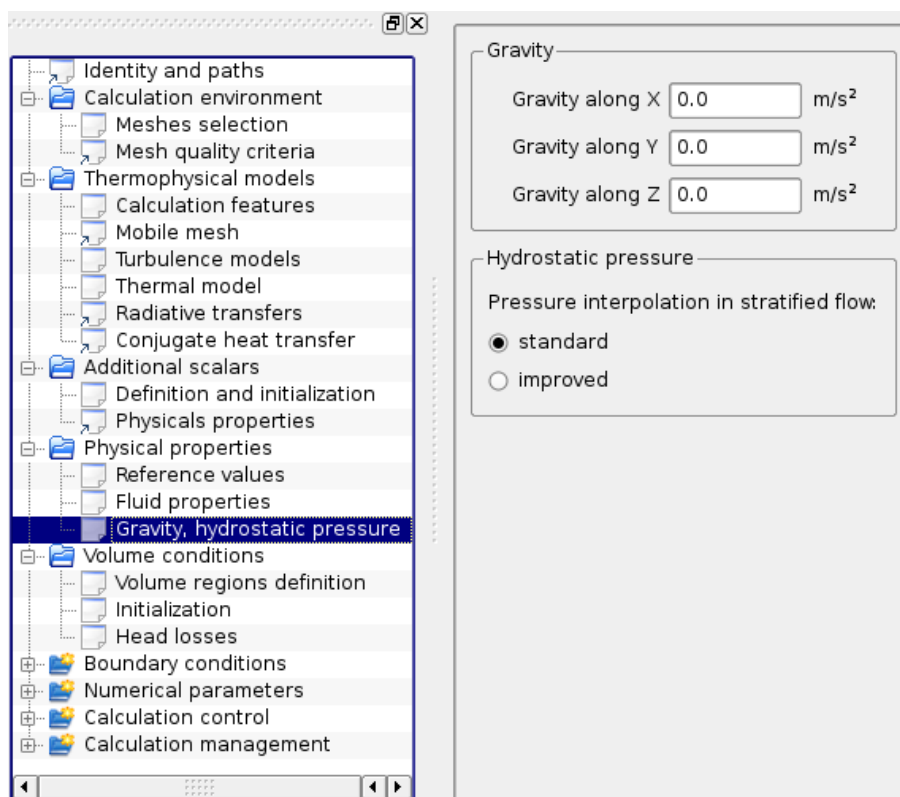 Identity and paths
Calculation environment
Meshes selection
Mesh quality criteria
Thermophysical models
Calculation features
Mobile mesh
Turbulence models
Thermal model
Radiative transfers
Conjugate heat transfer
Additional scalars
Definition and initialization
Physicals properties
Physical properties
Reference values
Fluid properties
Gravity, hydrostatic pressure
Volume conditions
Volume regions definition
Initialization
Head losses
Boundary conditions
Numerical parameters
Calculation control
Calculation management
Gravity
Gravity along X 0.0 m/s²
Gravity along Y 0.0 m/s²
Gravity along Z 0.0 m/s²
Hydrostatic pressure
Pressure interpolation in stratified flow:
standard
improved